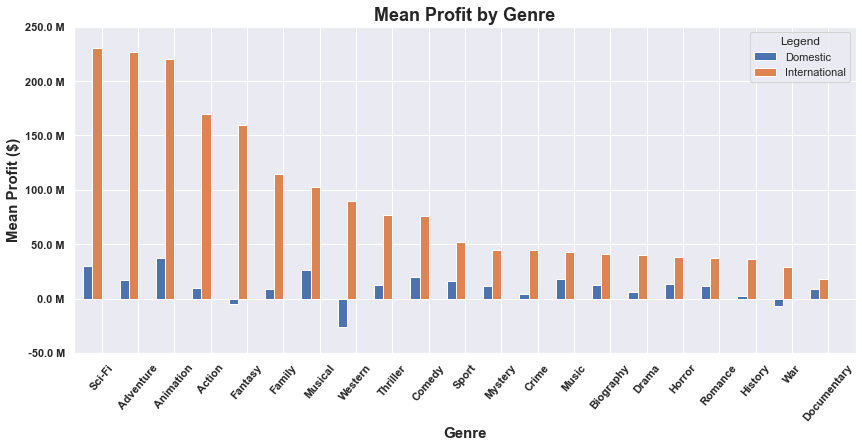 Mean Profit by Genre
Legend
Domestic
International
Mean Profit ($)
250.0 M
200.0 M
150.0 M
100.0 M
50.0 M
0.0 M
-50.0 M
Sci-Fi
Adventure
Animation
Action
Fantasy
Family
Musical
Western
Thriller
Comedy
Sport
Mystery
Crime
Music
Biography
Drama
Horror
Romance
History
War
Documentary
Genre